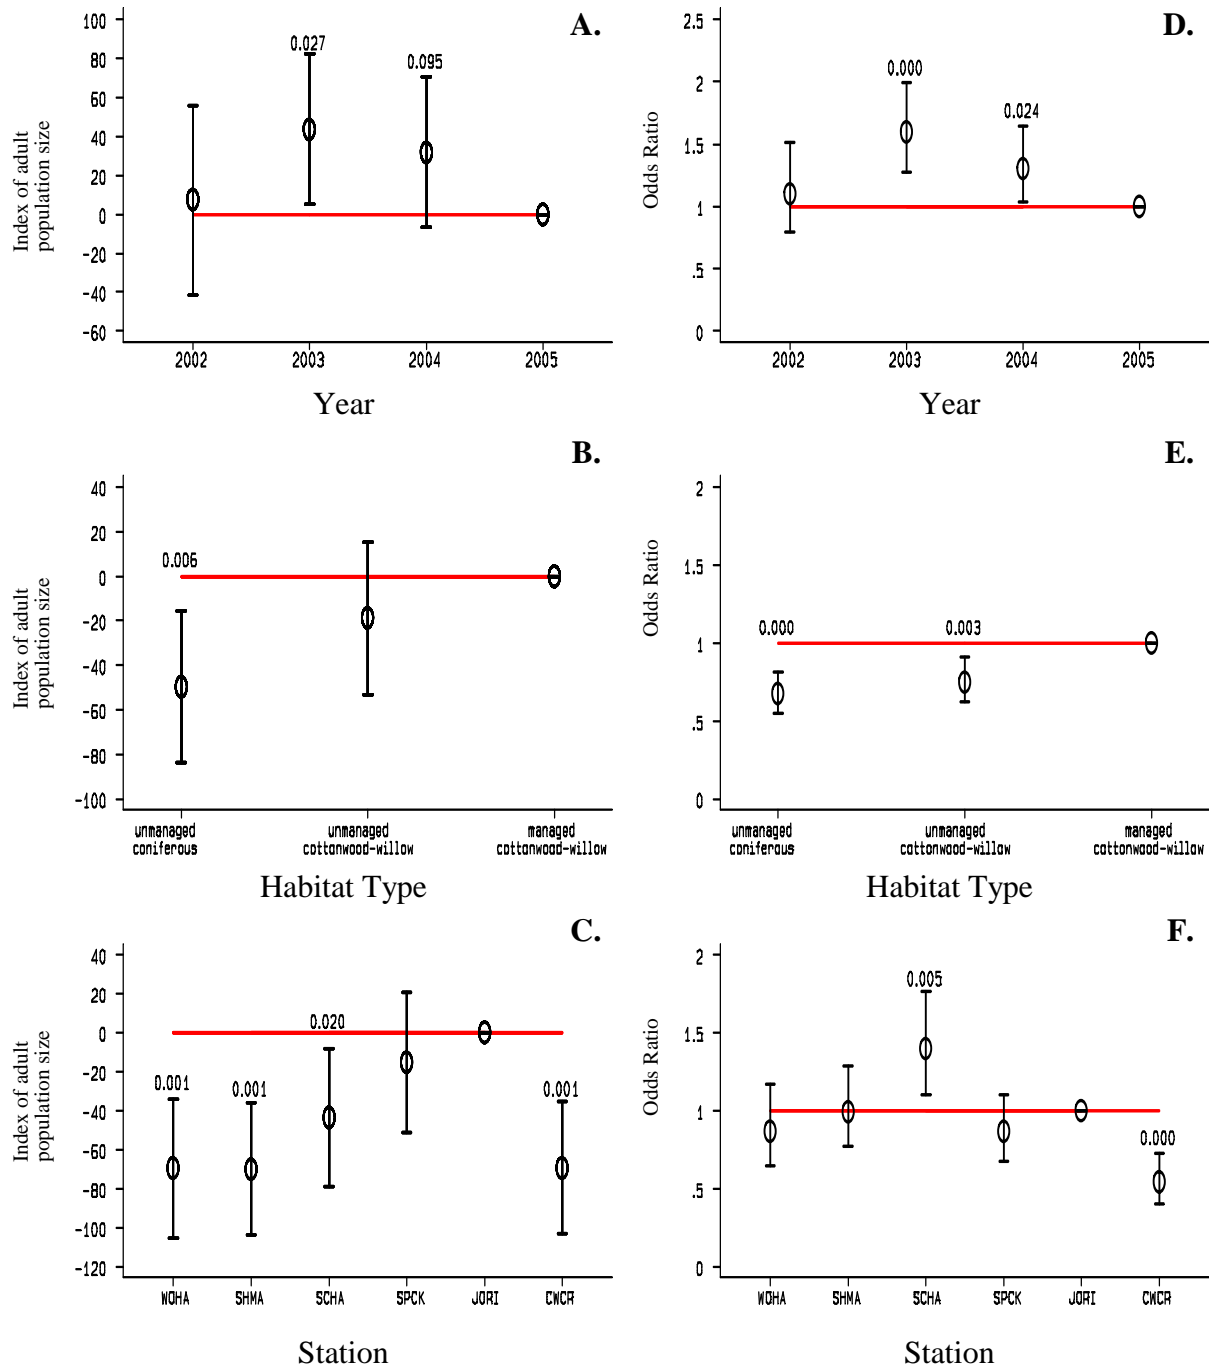 A.
100
80
60
40
20
0
-20
-40
-60
Index of adult
population size
0.027
0.095
2002
2003
2004
2005
Year
D.
2.5
2
1.5
1
.5
0
Odds Ratio
0.000
0.024
2002
2003
2004
2005
Year
B.
40
20
0
-20
-40
-60
-80
-100
Index of adult
population size
0.006
unmanaged
coniferous
unmanaged
cottonwood-willow
managed
cottonwood-willow
Habitat Type
E.
2
1.5
1
.5
0
Odds Ratio
0.000
0.003
unmanaged
coniferous
unmanaged
cottonwood-willow
managed
cottonwood-willow
Habitat Type
C.
40
20
0
-20
-40
-60
-80
-100
-120
Index of adult
population size
0.001
0.001
0.020
0.001
WOHA
SHMA
SCHA
SPCK
JORI
CWCR
Station
F.
2
1.5
1
.5
0
Odds Ratio
0.005
0.000
WOHA
SHMA
SCHA
SPCK
JORI
CWCR
Station